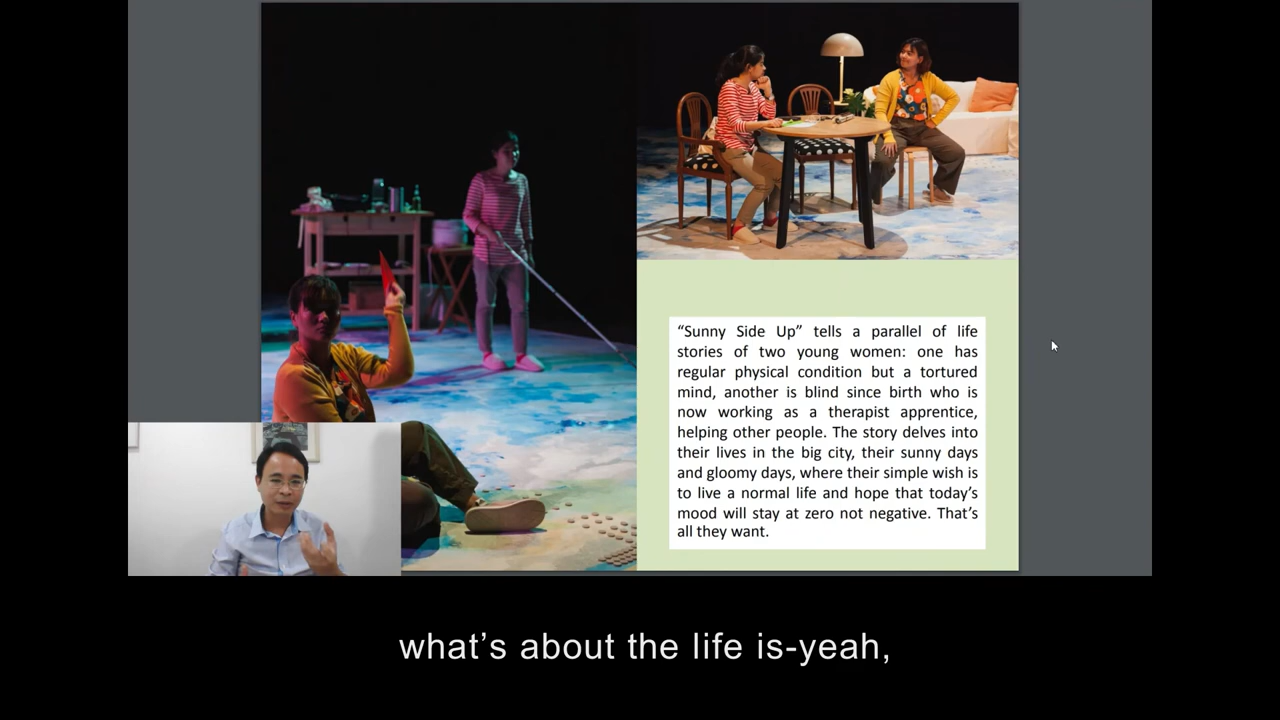 “Sunny Side Up” tells a parallel of life
stories of two young women: one has
regular physical condition but a tortured
mind, another is blind since birth who is
now working as a therapist apprentice,
helping other people. The story delves into
their lives in the big city, their sunny days
and gloomy days, where their simple wish is
to live a normal life and hope that today’s
mood will stay at zero not negative. That’s
all they want.
what’s about the life is-yeah,